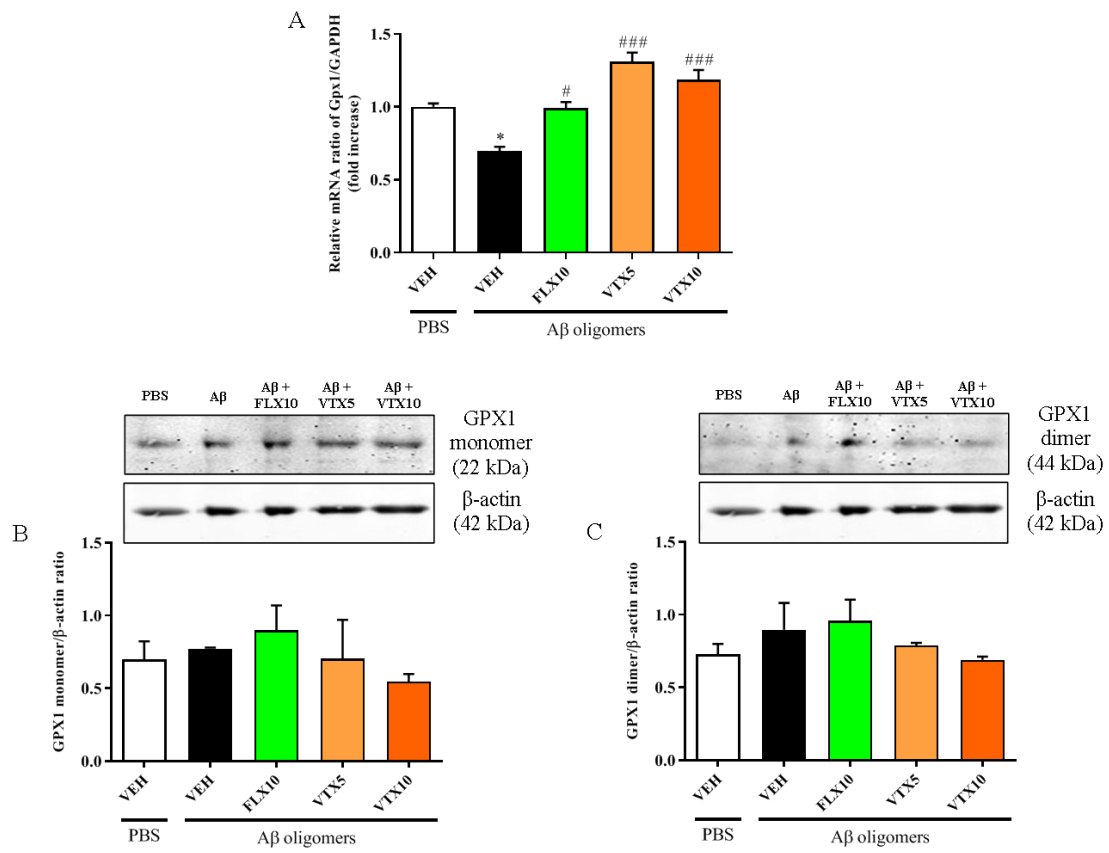 A
Relative mRNA ratio of Gpx1/GAPDH
(fold increase)
1.5
1.0
0.5
0.0
*
#
###
###
VEH
VEH
FLX10
VTX5
VTX10
PBS
Aβ oligomers
PBS
Aβ
Aβ +
FLX10
Aβ +
VTX5
Aβ +
VTX10
GPX1
monomer
(22 kDa)
β-actin
(42 kDa)
B
GPX1 monomer/β-actin ratio
1.5
1.0
0.5
0.0
VEH
VEH
FLX10
VTX5
VTX10
PBS
Aβ oligomers
PBS
Aβ
Aβ +
FLX10
Aβ +
VTX5
Aβ +
VTX10
GPX1
dimer
(44 kDa)
β-actin
(42 kDa)
C
GPX1 dimer/β-actin ratio
1.5
1.0
0.5
0.0
VEH
VEH
FLX10
VTX5
VTX10
PBS
Aβ oligomers